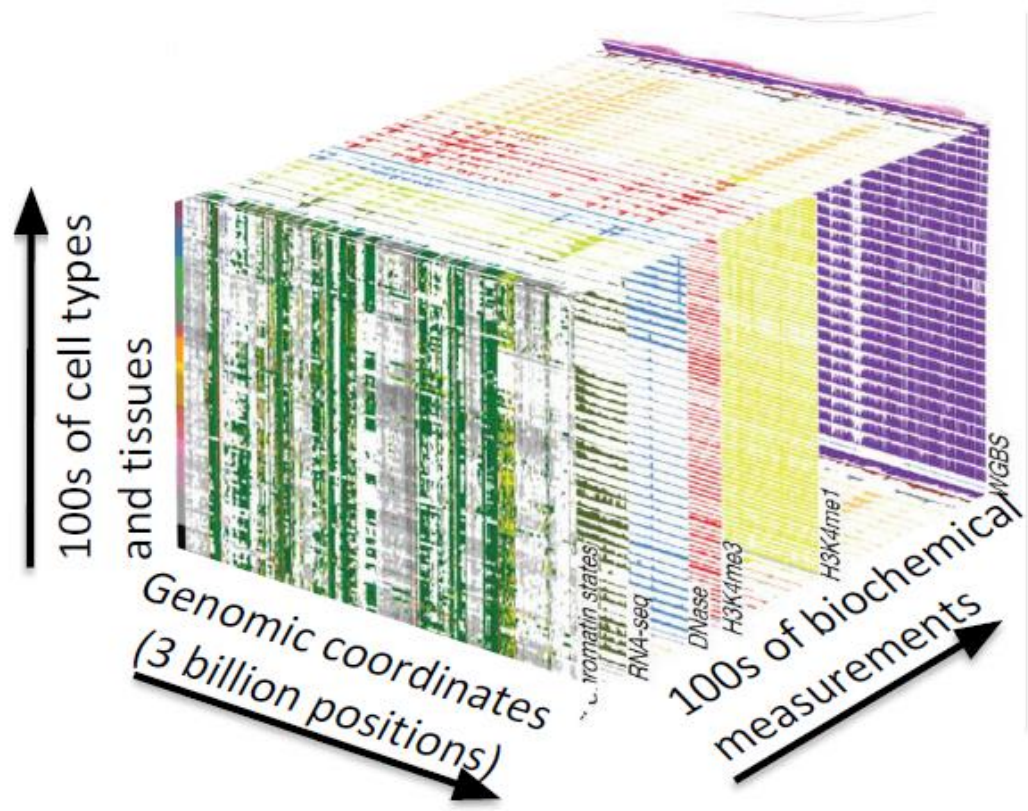 100s of cell types
and tissues
Genomic coordinates
(3 billion positions)
100s of biochemical
measurements
RNA-seq
DNase
H3K4me3
H3K4me1
WGBS
states